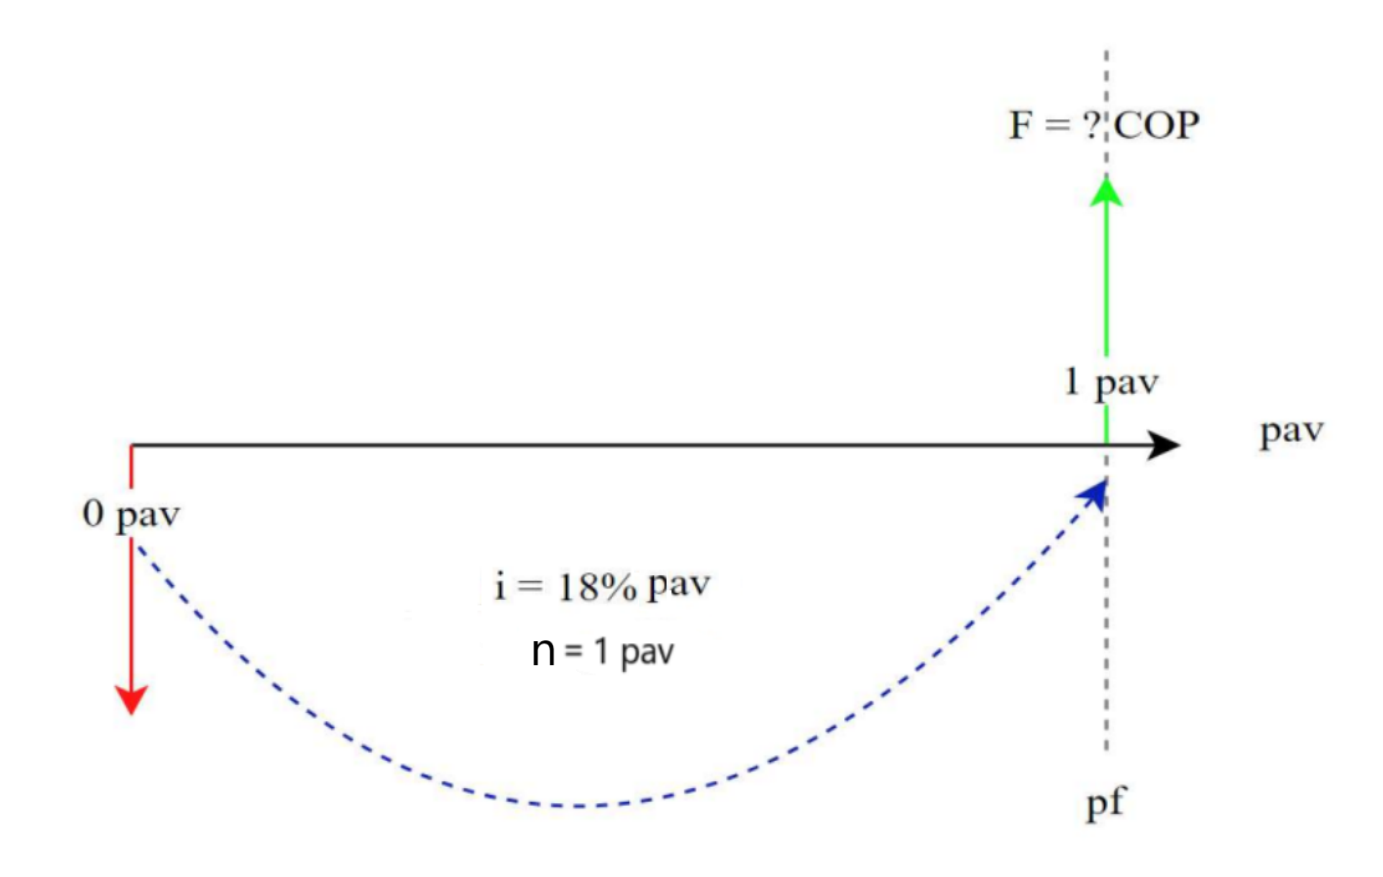 F = ? COP
1 pav
pav
0 pav
i = 18% pav
n = 1 pav
pf